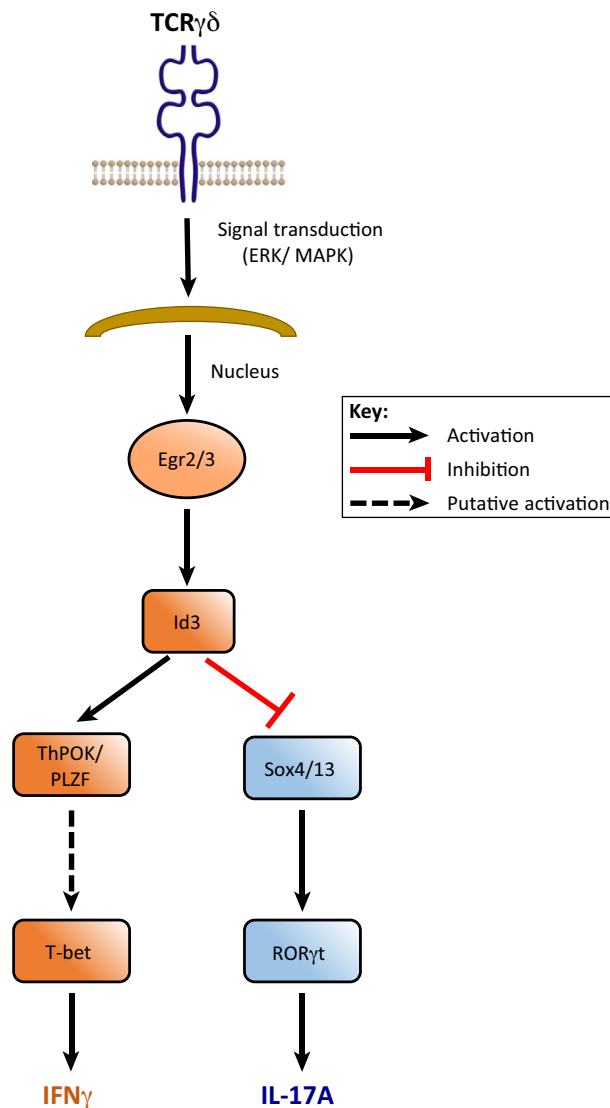 TCRγδ
Signal transduction
(ERK/ MAPK)
Nucleus
Egr2/3
Key:
Activation
Inhibition
Putative activation
Id3
ThPOK/
PLZF
Sox4/13
T-bet
RORγt
IFNγ
IL-17A